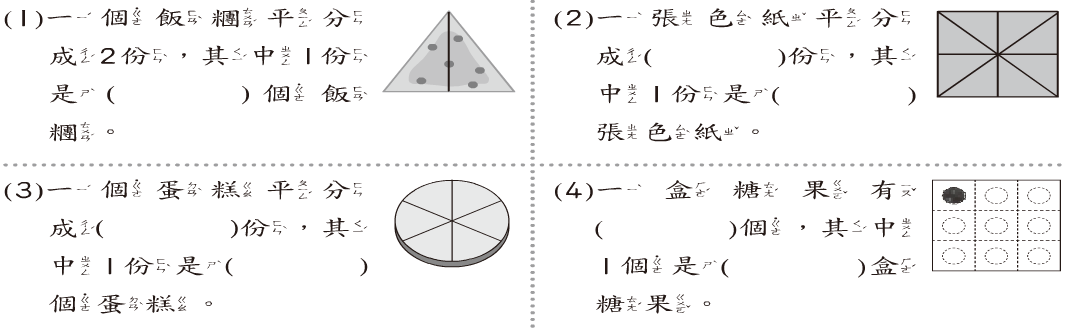 (1)一個飯糰平分
成2份，其中1份
是(　　　　)個飯
糰。
(2)一張色紙平分
成(　　　　)份，其
中1份是(　　　　)
張色紙。
(3)一個蛋糕平分
成(　　　　)份，其
中1份是(　　　　)
個蛋糕。
(4)一盒糖果有
(　　　　)個，其中
1個是(　　　　)盒
糖果。